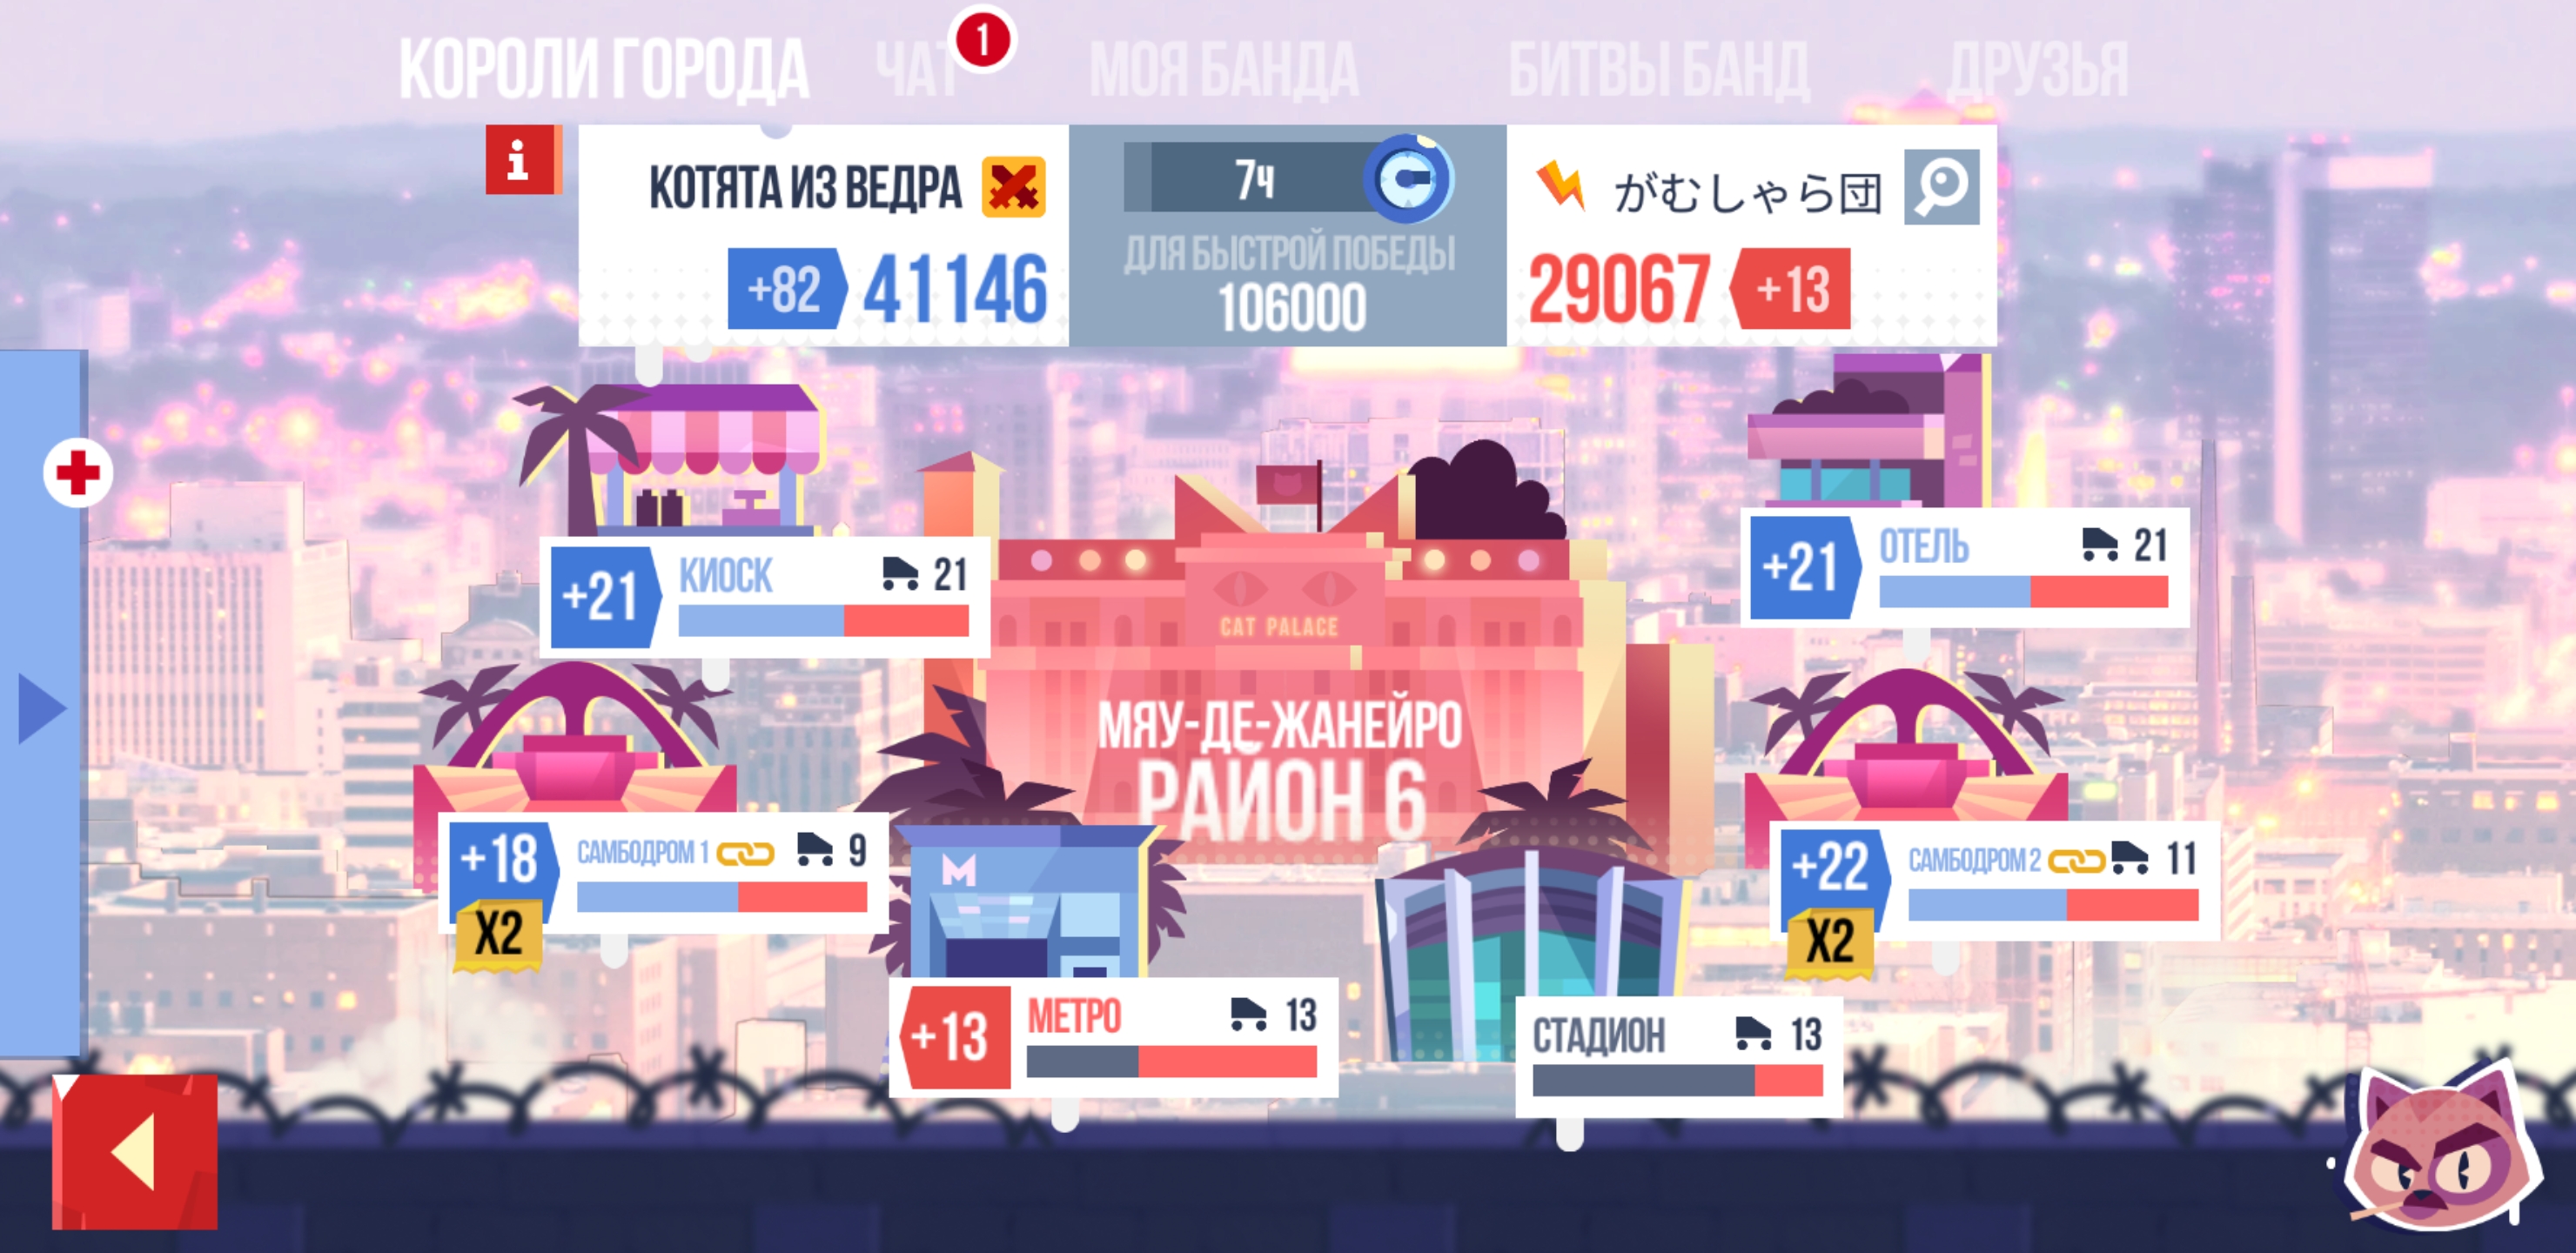 КОРОЛИ ГОРОДА
ЧАТ
1
МОЯ БАНДА
БИТВЫ БАНД
ДРУЗЬЯ
i
КОТЯТА ИЗ ВЕДРА
+82 41146
7Ч
ДЛЯ БЫСТРОЙ ПОБЕДЫ
106000
がむしゃら団
29067 +13
+21 КИОСК 21
+21 ОТЕЛЬ 21
CAT PALACE
МЯУ-ДЕ-ЖАНЕЙРО
РАЙОН 6
+18 САМБОДРОМ 1 9
X2
+22 САМБОДРОМ 2 11
X2
M
+13 МЕТРО 13
СТАДИОН 13